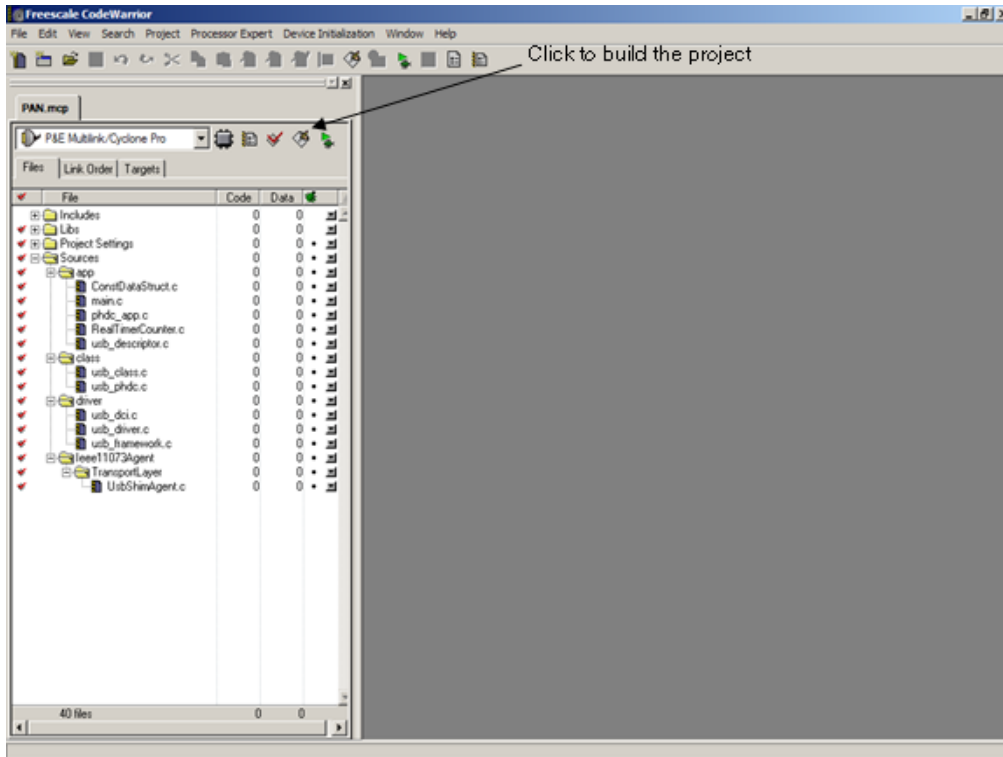 Freescale CodeWarrior
File Edit View Search Project Processor Expert Device Initialization Window Help
Click to build the project
PAN.mcp
P&E Multilink/Cyclone Pro
Files Link Order Targets
File Code Data
Includes 0 0
Libs 0 0
Project Settings 0 0
Sources 0 0
app 0 0
ConstDataStruct.c 0 0
main.c 0 0
phdc_app.c 0 0
RealTimerCounter.c 0 0
usb_descriptor.c 0 0
class 0 0
usb_class.c 0 0
usb_phdc.c 0 0
driver 0 0
usb_dci.c 0 0
usb_driver.c 0 0
usb_framework.c 0 0
Ieee11073Agent 0 0
TransportLayer 0 0
UsbShimAgent.c 0 0
40 files 0 0